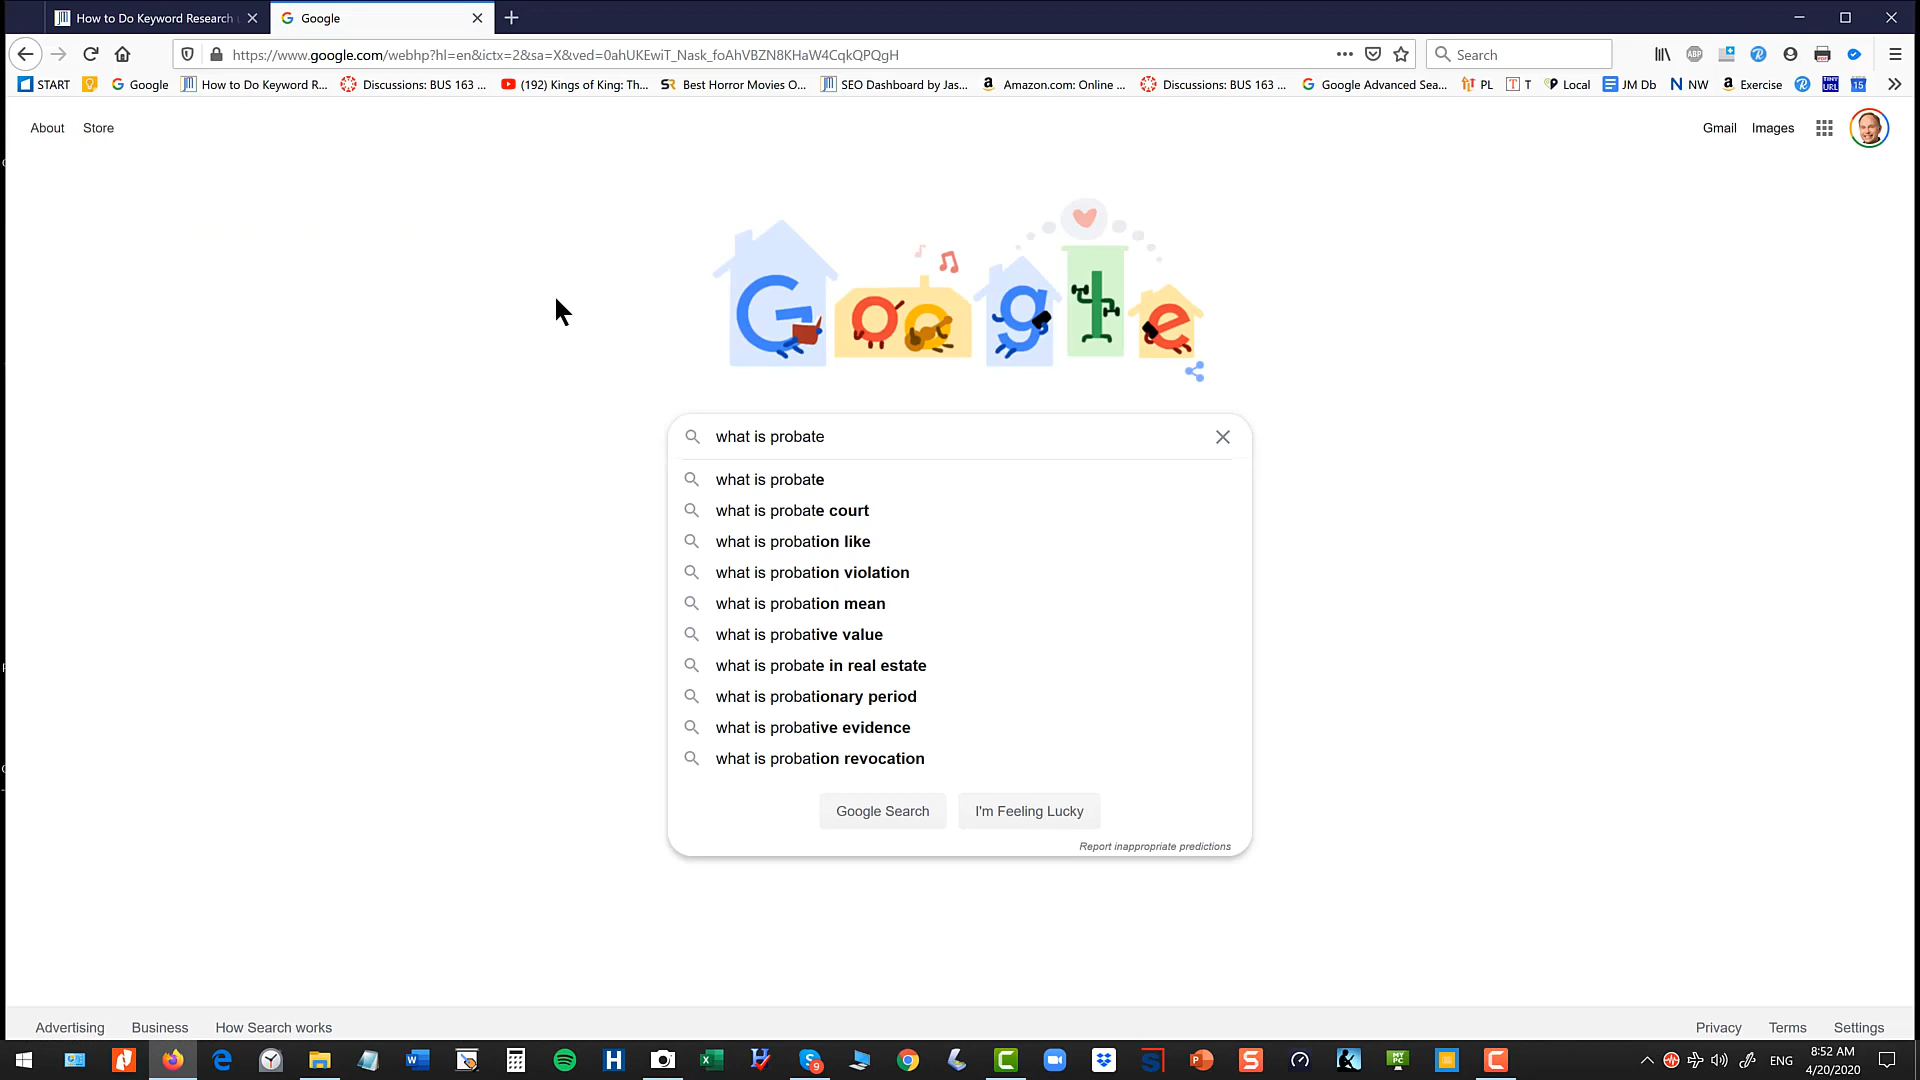 How to Do Keyword Research
Google
https://www.google.com/webhp?hl=en&ictx=2&sa=X&ved=0ahUKEwiT_Nask_foAhVBZN8KHaW4CqkQPQgH
Search
START
Google
How to Do Keyword R...
Discussions: BUS 163 ...
(192) Kings of King: Th...
Best Horror Movies O...
SEO Dashboard by Jas...
Amazon.com: Online ...
Discussions: BUS 163 ...
Google Advanced Sea...
PL
T
Local
JM Db
NW
Exercise
About
Store
Gmail
Images
Google
what is probate
what is probate
what is probate court
what is probation like
what is probation violation
what is probation mean
what is probative value
what is probate in real estate
what is probationary period
what is probative evidence
what is probation revocation
Google Search
I'm Feeling Lucky
Report inappropriate predictions
Advertising
Business
How Search works
Privacy
Terms
Settings
ENG
8:52 AM
4/20/2020